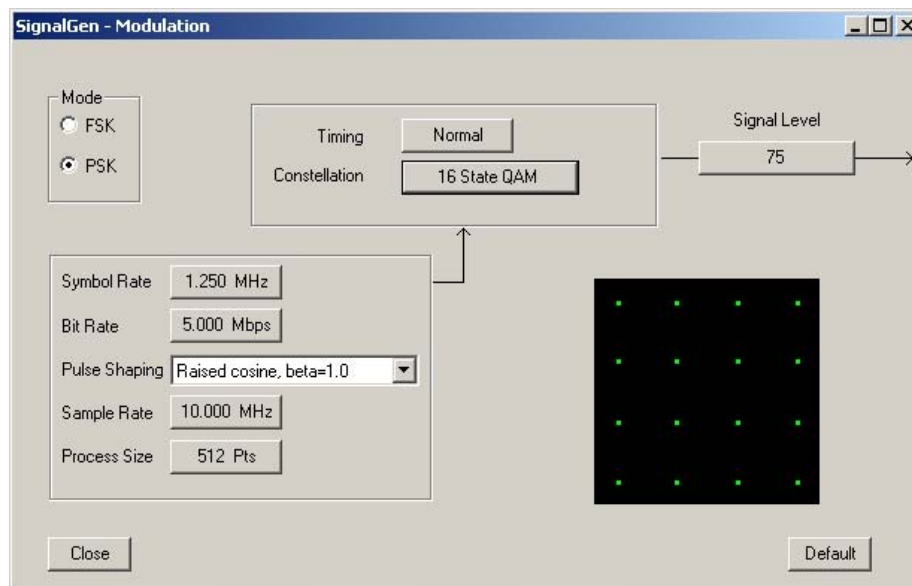 SignalGen - Modulation
Mode
FSK
PSK
Timing
Normal
Constellation
16 State QAM
Signal Level
75
Symbol Rate
1.250 MHz
Bit Rate
5.000 Mbps
Pulse Shaping
Raised cosine, beta=1.0
Sample Rate
10.000 MHz
Process Size
512 Pts
Close
Default